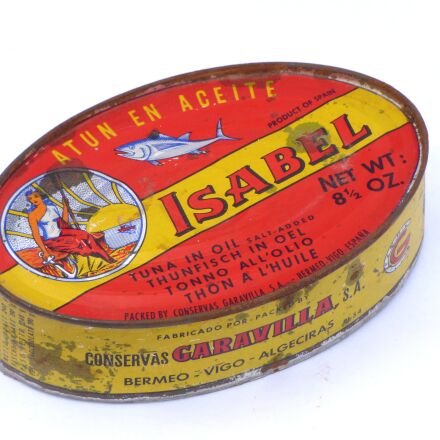 ATUN EN ACEITE
PRODUCT OF SPAIN
ISABEL
NET WT:
8½ OZ.
TUNA IN OIL SALT-ADDED
THUNFISCH IN OEL
TONNO ALL'OLIO
THON A L'HUILE
PACKED BY CONSERVAS GARAVILLA, S.A. - BERMEO-VIGO-ESPAÑA
FABRICADO POR-PACKED BY
CONSERVAS GARAVILLA, S.A.
BERMEO - VIGO - ALGECIRAS